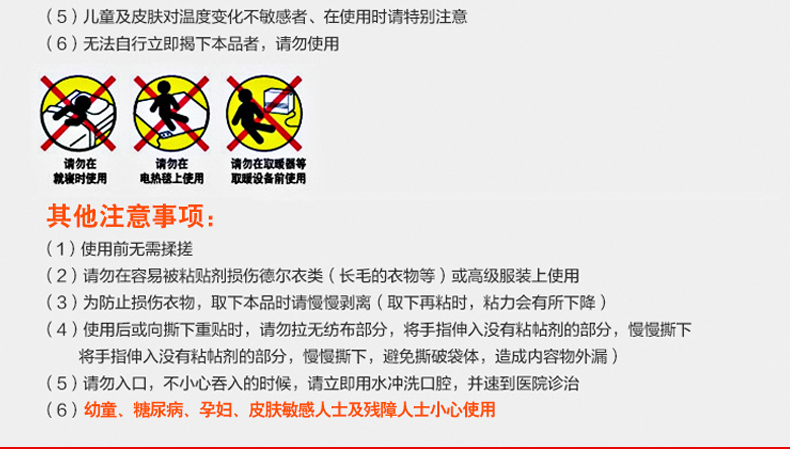 （5）儿童及皮肤对温度变化不敏感者、在使用时请特别注意
（6）无法自行立即揭下本品者，请勿使用
请勿在
就寝时使用
请勿在
电热毯上使用
请勿在取暖器等
取暖设备前使用
其他注意事项：
（1）使用前无需揉搓
（2）请勿在容易被粘贴剂损伤德尔衣类（长毛的衣物等）或高级服装上使用
（3）为防止损伤衣物，取下本品时请慢慢剥离（取下再粘时，粘力会有所下降）
（4）使用后或向撕下重贴时，请勿拉无纺布部分，将手指伸入没有粘帖剂的部分，慢慢撕下
将手指伸入没有粘帖剂的部分，慢慢撕下，避免撕破袋体，造成内容物外漏）
（5）请勿入口，不小心吞入的时候，请立即用水冲洗口腔，并速到医院诊治
（6）幼童、糖尿病、孕妇、皮肤敏感人士及残障人士小心使用